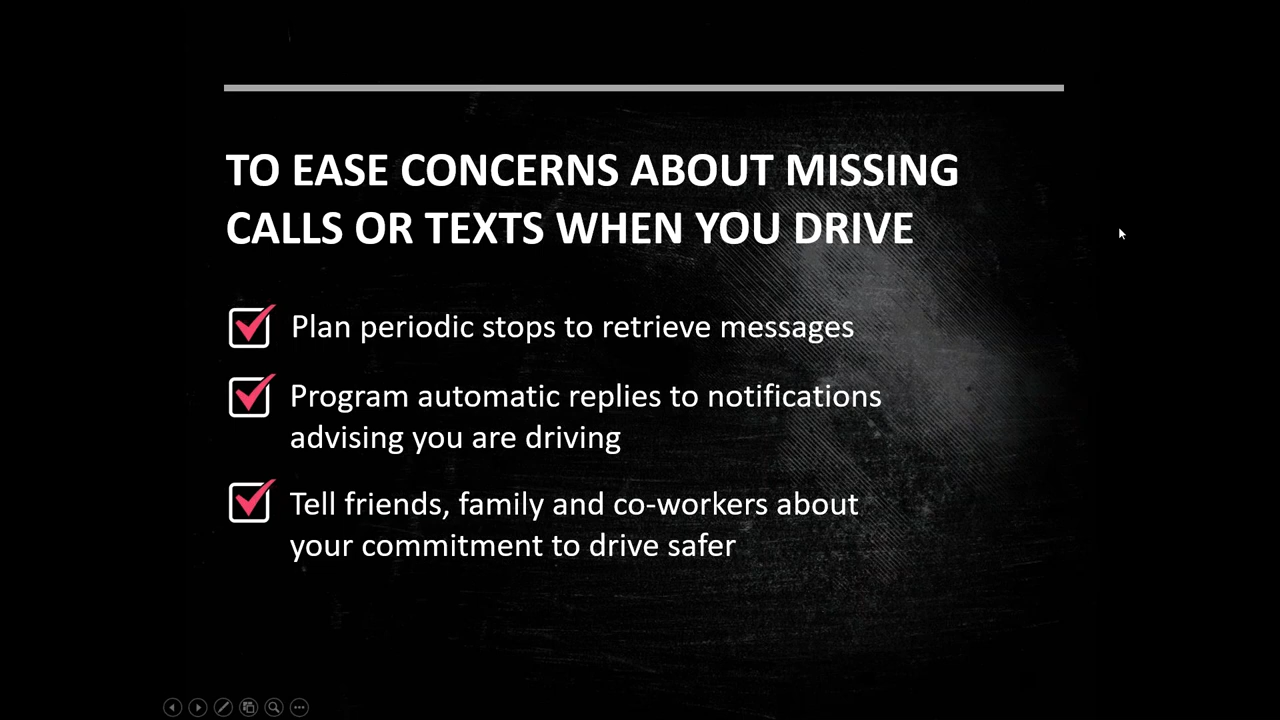 TO EASE CONCERNS ABOUT MISSING
CALLS OR TEXTS WHEN YOU DRIVE
Plan periodic stops to retrieve messages
Program automatic replies to notifications
advising you are driving
Tell friends, family and co-workers about
your commitment to drive safer